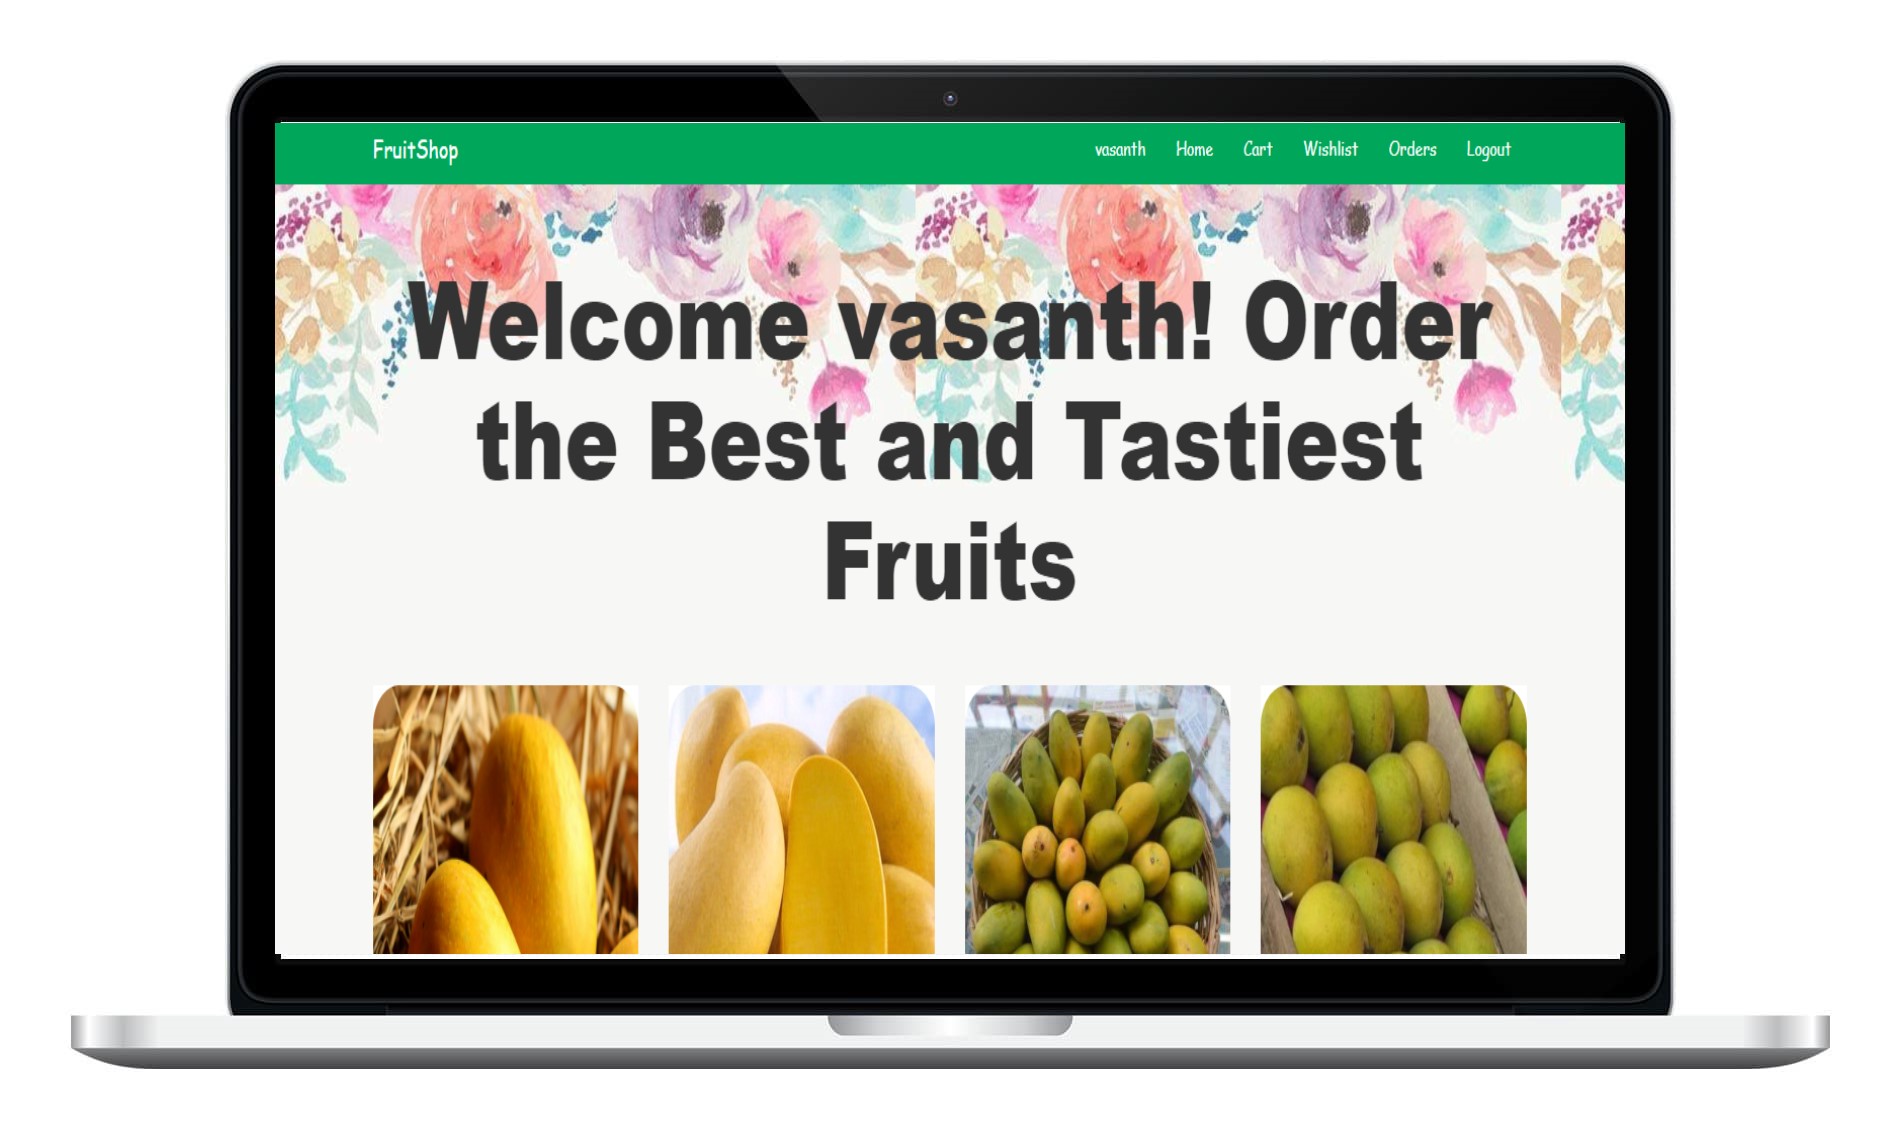 FruitShop
vasanth Home Cart Wishlist Orders Logout
Welcome vasanth! Order
the Best and Tastiest
Fruits